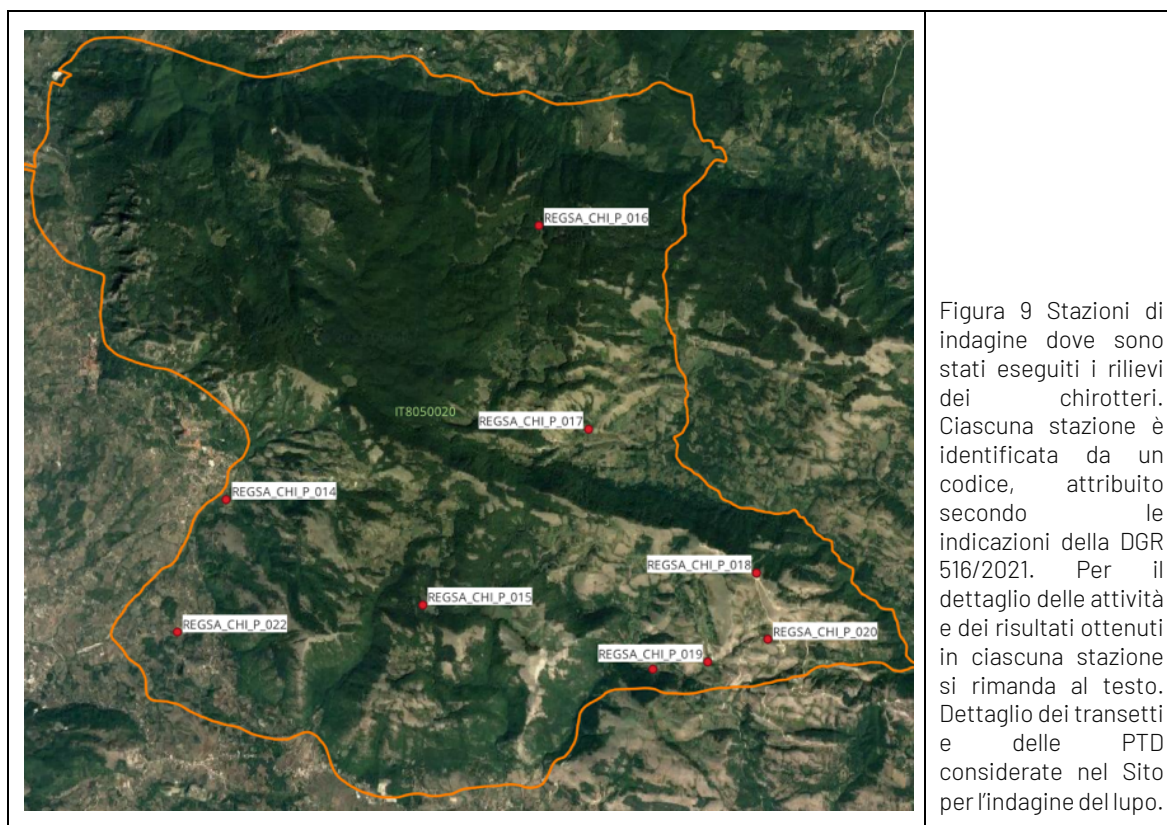 REGSA_CHI_P_016
IT8050020
REGSA_CHI_P_017
REGSA_CHI_P_014
REGSA_CHI_P_018
REGSA_CHI_P_015
REGSA_CHI_P_022
REGSA_CHI_P_020
REGSA_CHI_P_019
Figura 9 Stazioni di
indagine dove sono
stati eseguiti i rilievi
dei chirotteri.
Ciascuna stazione è
identificata da un
codice, attribuito
secondo le
indicazioni della DGR
516/2021. Per il
dettaglio delle attività
e dei risultati ottenuti
in ciascuna stazione
si rimanda al testo.
Dettaglio dei transetti
e delle PTD
considerate nel Sito
per l'indagine del lupo.